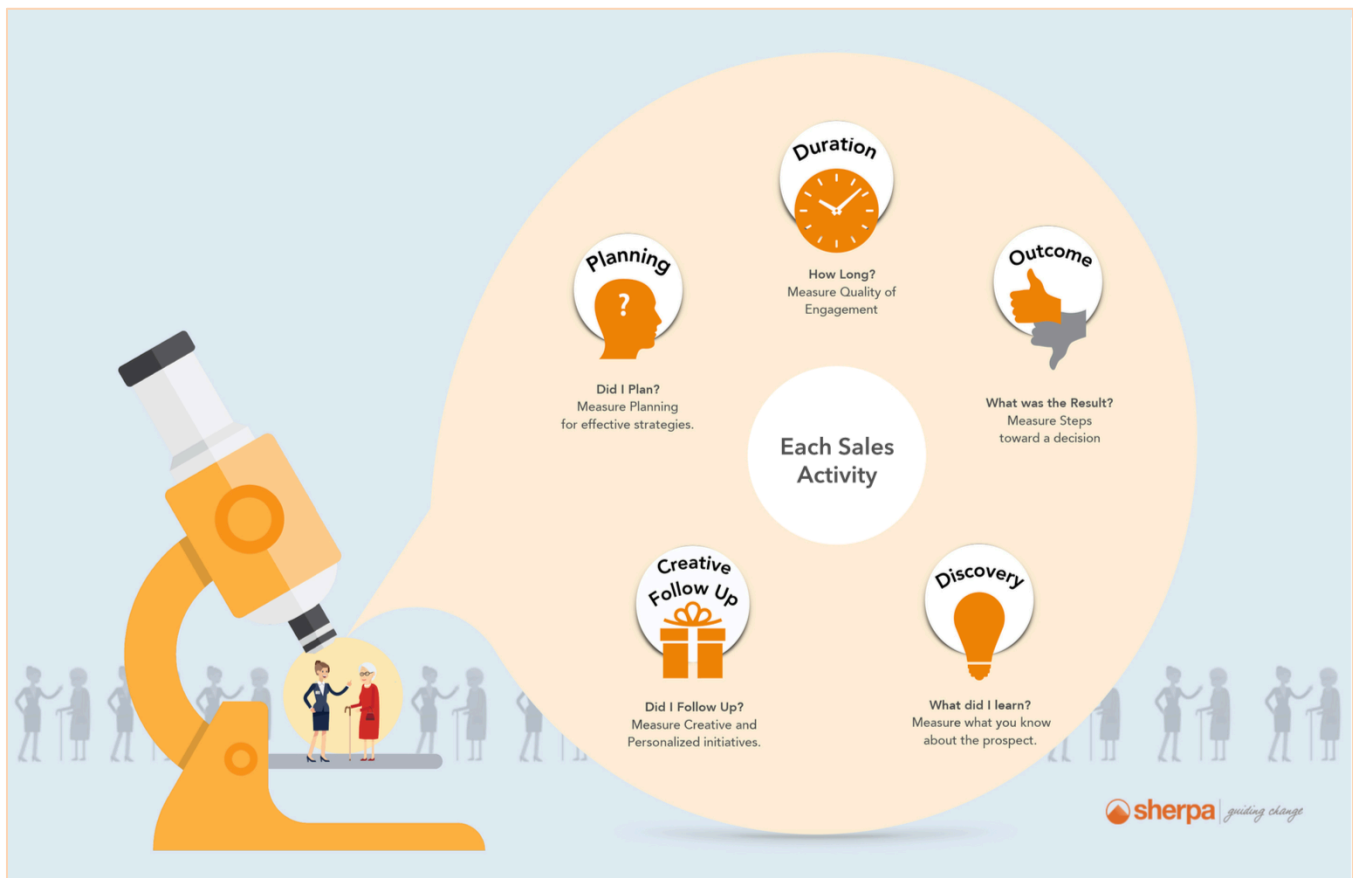 Duration
How Long?
Measure Quality of
Engagement
Planning
?
Did I Plan?
Measure Planning
for effective strategies.
Outcome
What was the Result?
Measure Steps
toward a decision
Each Sales
Activity
Creative
Follow Up
Did I Follow Up?
Measure Creative and
Personalized initiatives.
Discovery
What did I learn?
Measure what you know
about the prospect.
sherpa guiding change